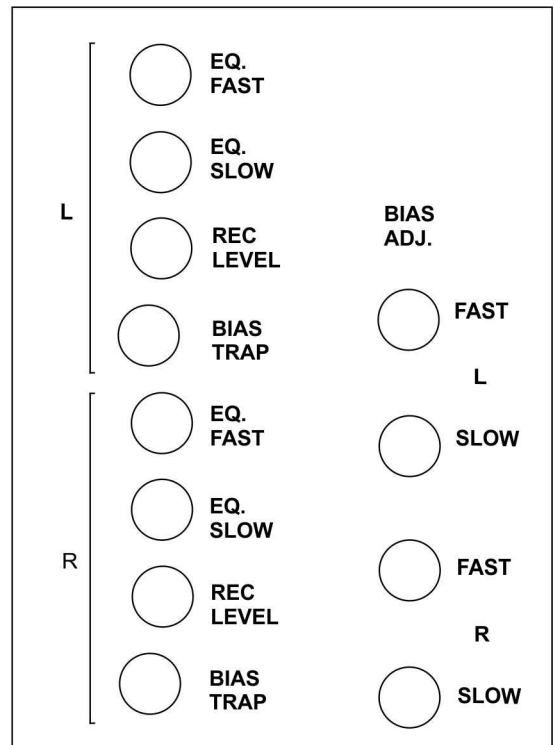 L
EQ.
FAST
EQ.
SLOW
REC
LEVEL
BIAS
TRAP
R
EQ.
FAST
EQ.
SLOW
REC
LEVEL
BIAS
TRAP
BIAS
ADJ.
FAST
L
SLOW
FAST
R
SLOW